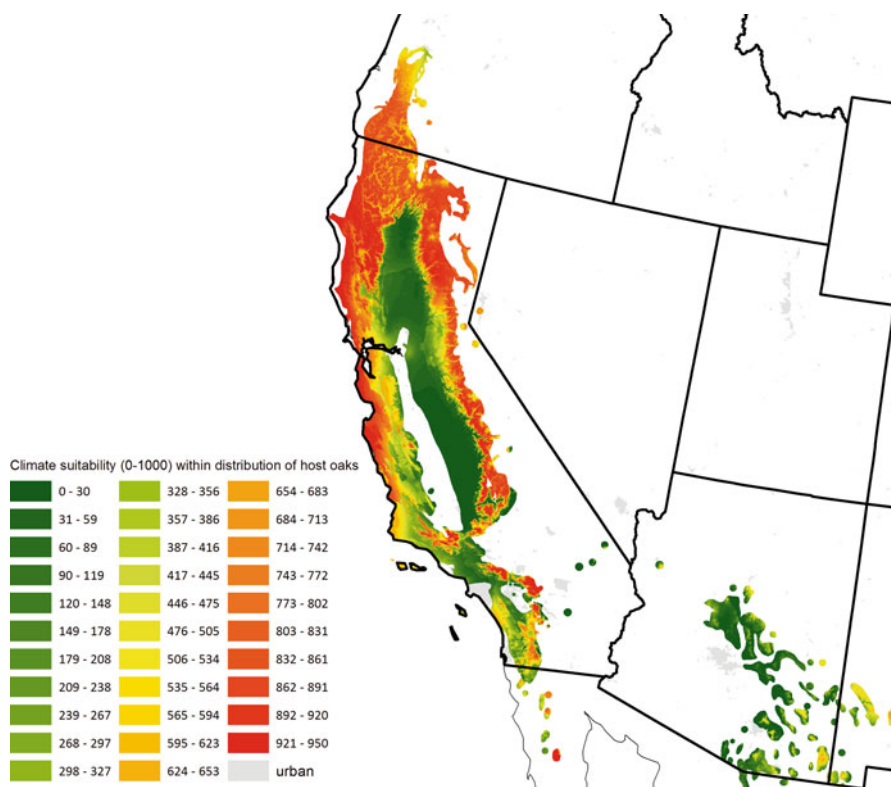 Climate suitability (0-1000) within distribution of host oaks
0 - 30 328 - 356 654 - 683
31 - 59 357 - 386 684 - 713
60 - 89 387 - 416 714 - 742
90 - 119 417 - 445 743 - 772
120 - 148 446 - 475 773 - 802
149 - 178 476 - 505 803 - 831
179 - 208 506 - 534 832 - 861
209 - 238 535 - 564 862 - 891
239 - 267 565 - 594 892 - 920
268 - 297 595 - 623 921 - 950
298 - 327 624 - 653 urban